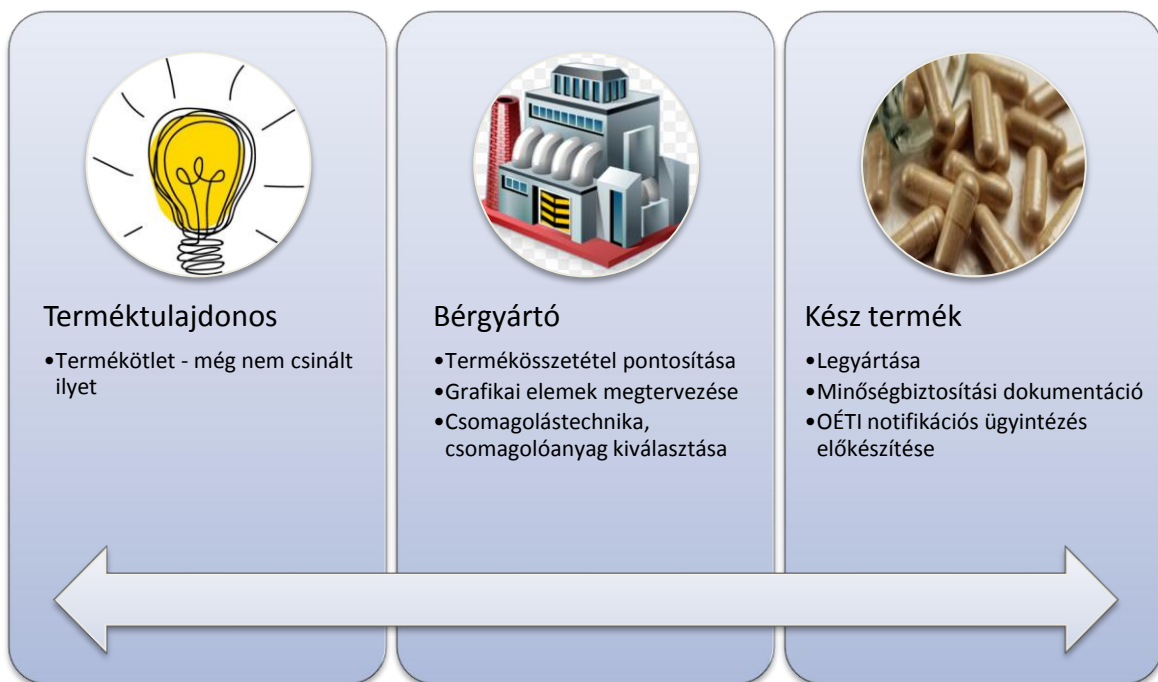 Terméktulajdonos
•Termékötlet - még nem csinált
ilyet
Bérgyártó
•Termékösszetétel pontosítása
•Grafikai elemek megtervezése
•Csomagolástechnika,
csomagolóanyag kiválasztása
Kész termék
•Legyártása
•Minőségbiztosítási dokumentáció
•OÉTI notifikációs ügyintézés
előkészítése